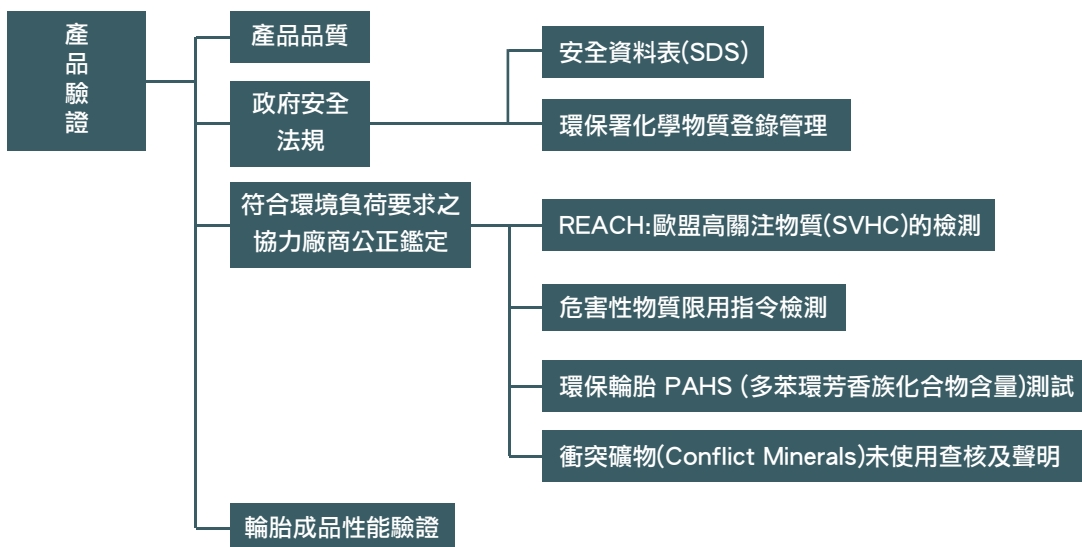 產品驗證
產品品質
政府安全
法規
安全資料表(SDS)
環保署化學物質登錄管理
符合環境負荷要求之
協力廠商公正鑑定
REACH:歐盟高關注物質(SVHC)的檢測
危害性物質限用指令檢測
環保輪胎 PAHS (多苯環芳香族化合物含量)測試
衝突礦物(Conflict Minerals)未使用查核及聲明
輪胎成品性能驗證